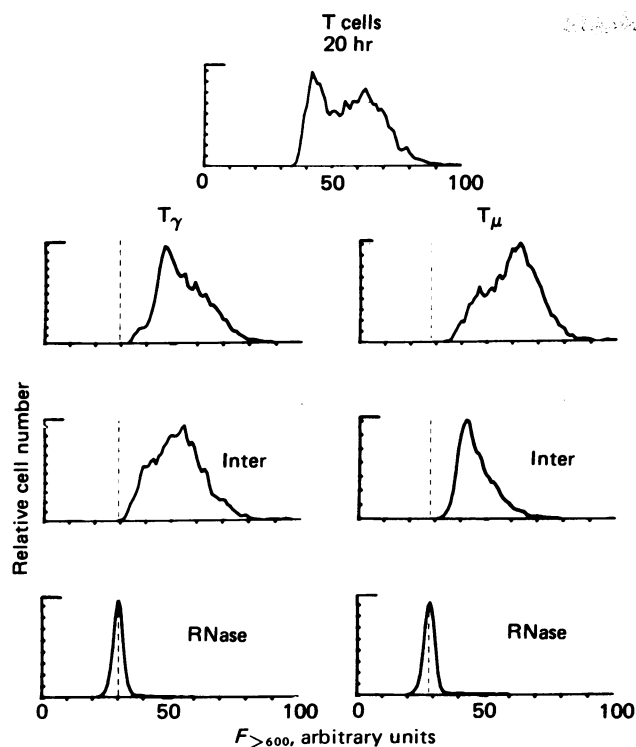 T cells
20 hr
0 50 100
Tγ Tμ
Relative cell number
Inter Inter
RNase RNase
0 50 100 0 50 100
F>600, arbitrary units